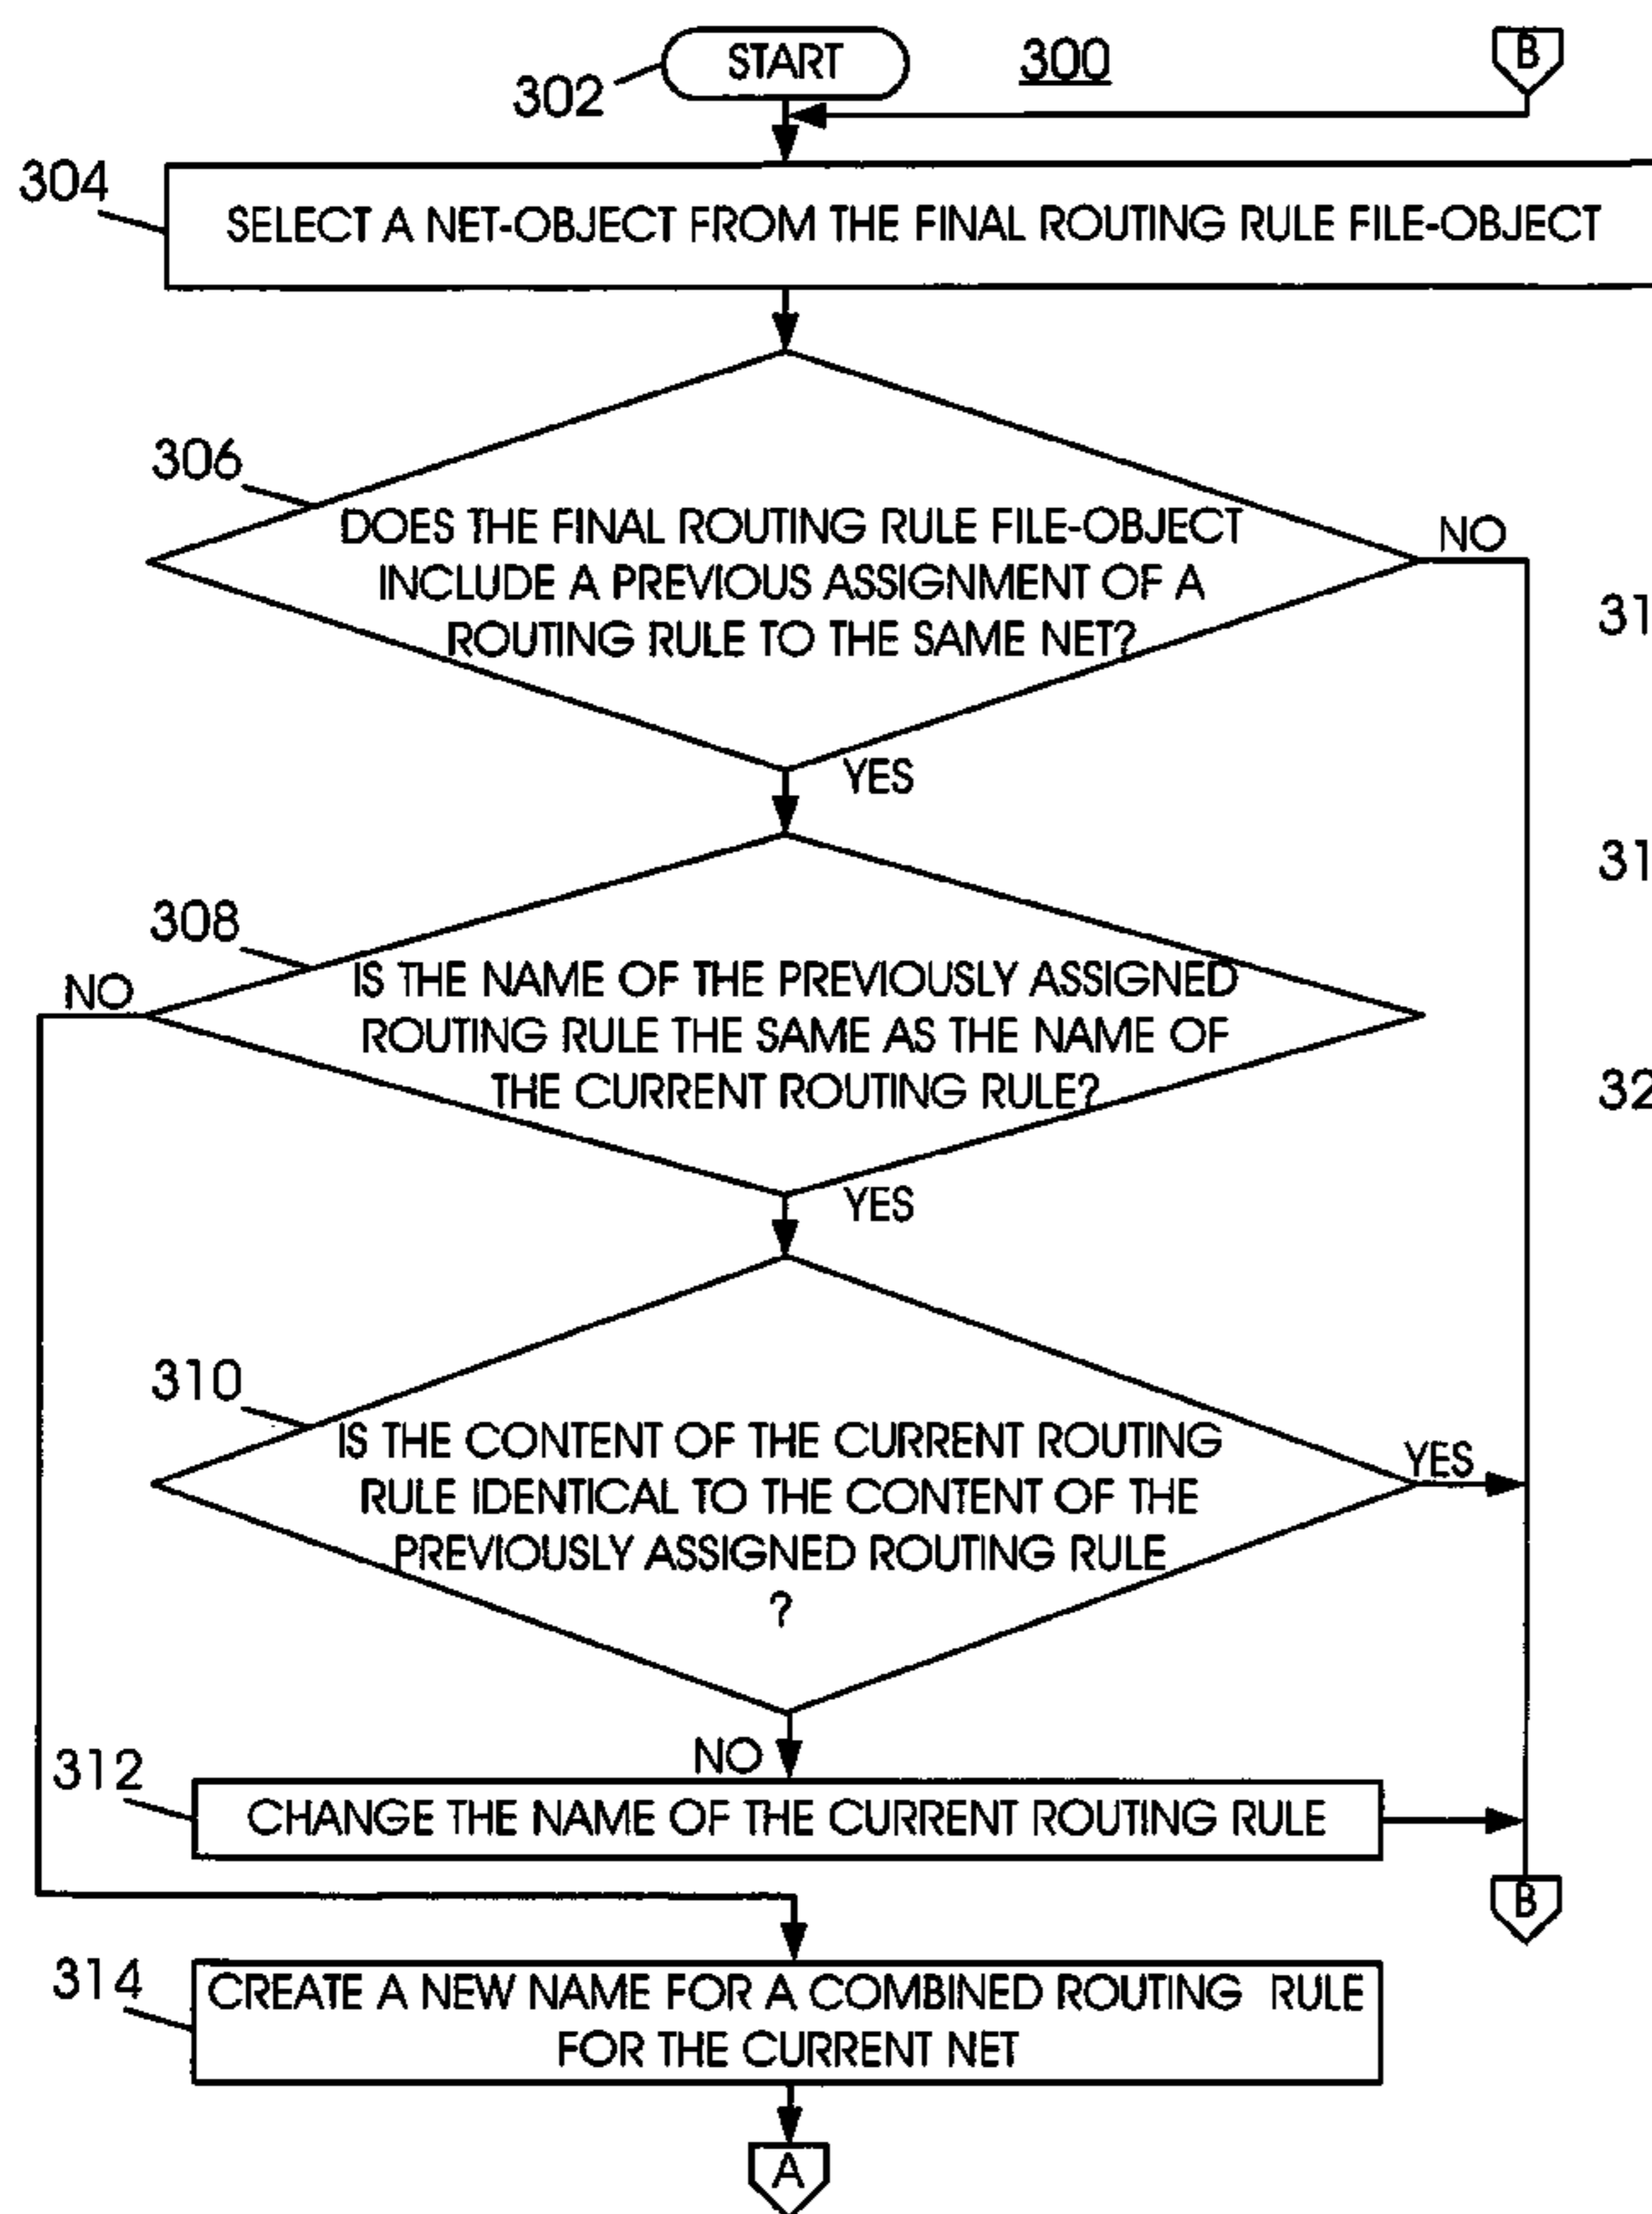 START
300
B
302
304
SELECT A NET-OBJECT FROM THE FINAL ROUTING RULE FILE-OBJECT
306
DOES THE FINAL ROUTING RULE FILE-OBJECT
INCLUDE A PREVIOUS ASSIGNMENT OF A
ROUTING RULE TO THE SAME NET?
NO
YES
308
NO
IS THE NAME OF THE PREVIOUSLY ASSIGNED
ROUTING RULE THE SAME AS THE NAME OF
THE CURRENT ROUTING RULE?
YES
310
IS THE CONTENT OF THE CURRENT ROUTING
RULE IDENTICAL TO THE CONTENT OF THE
PREVIOUSLY ASSIGNED ROUTING RULE
?
YES
NO
312
CHANGE THE NAME OF THE CURRENT ROUTING RULE
B
314
CREATE A NEW NAME FOR A COMBINED ROUTING RULE
FOR THE CURRENT NET
A